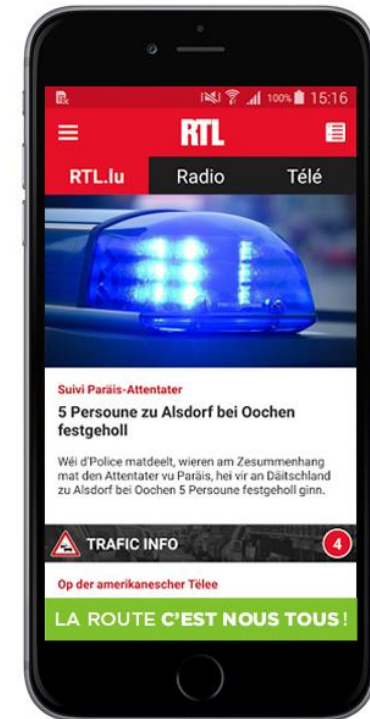 100% 15:16
RTL
RTL.lu Radio Télé
Suivi Paräis-Attentater
5 Persoune zu Alsdorf bei Oochen
festgeholl
Wéi d'Police matdeelt, wieren am Zesummenhang
mat den Attentater vu Paräis, hei vir an Däitschland
zu Alsdorf bei Oochen 5 Persoune festgeholl ginn.
TRAFIC INFO 4
Op der amerikanescher Télee
LA ROUTE C'EST NOUS TOUS !